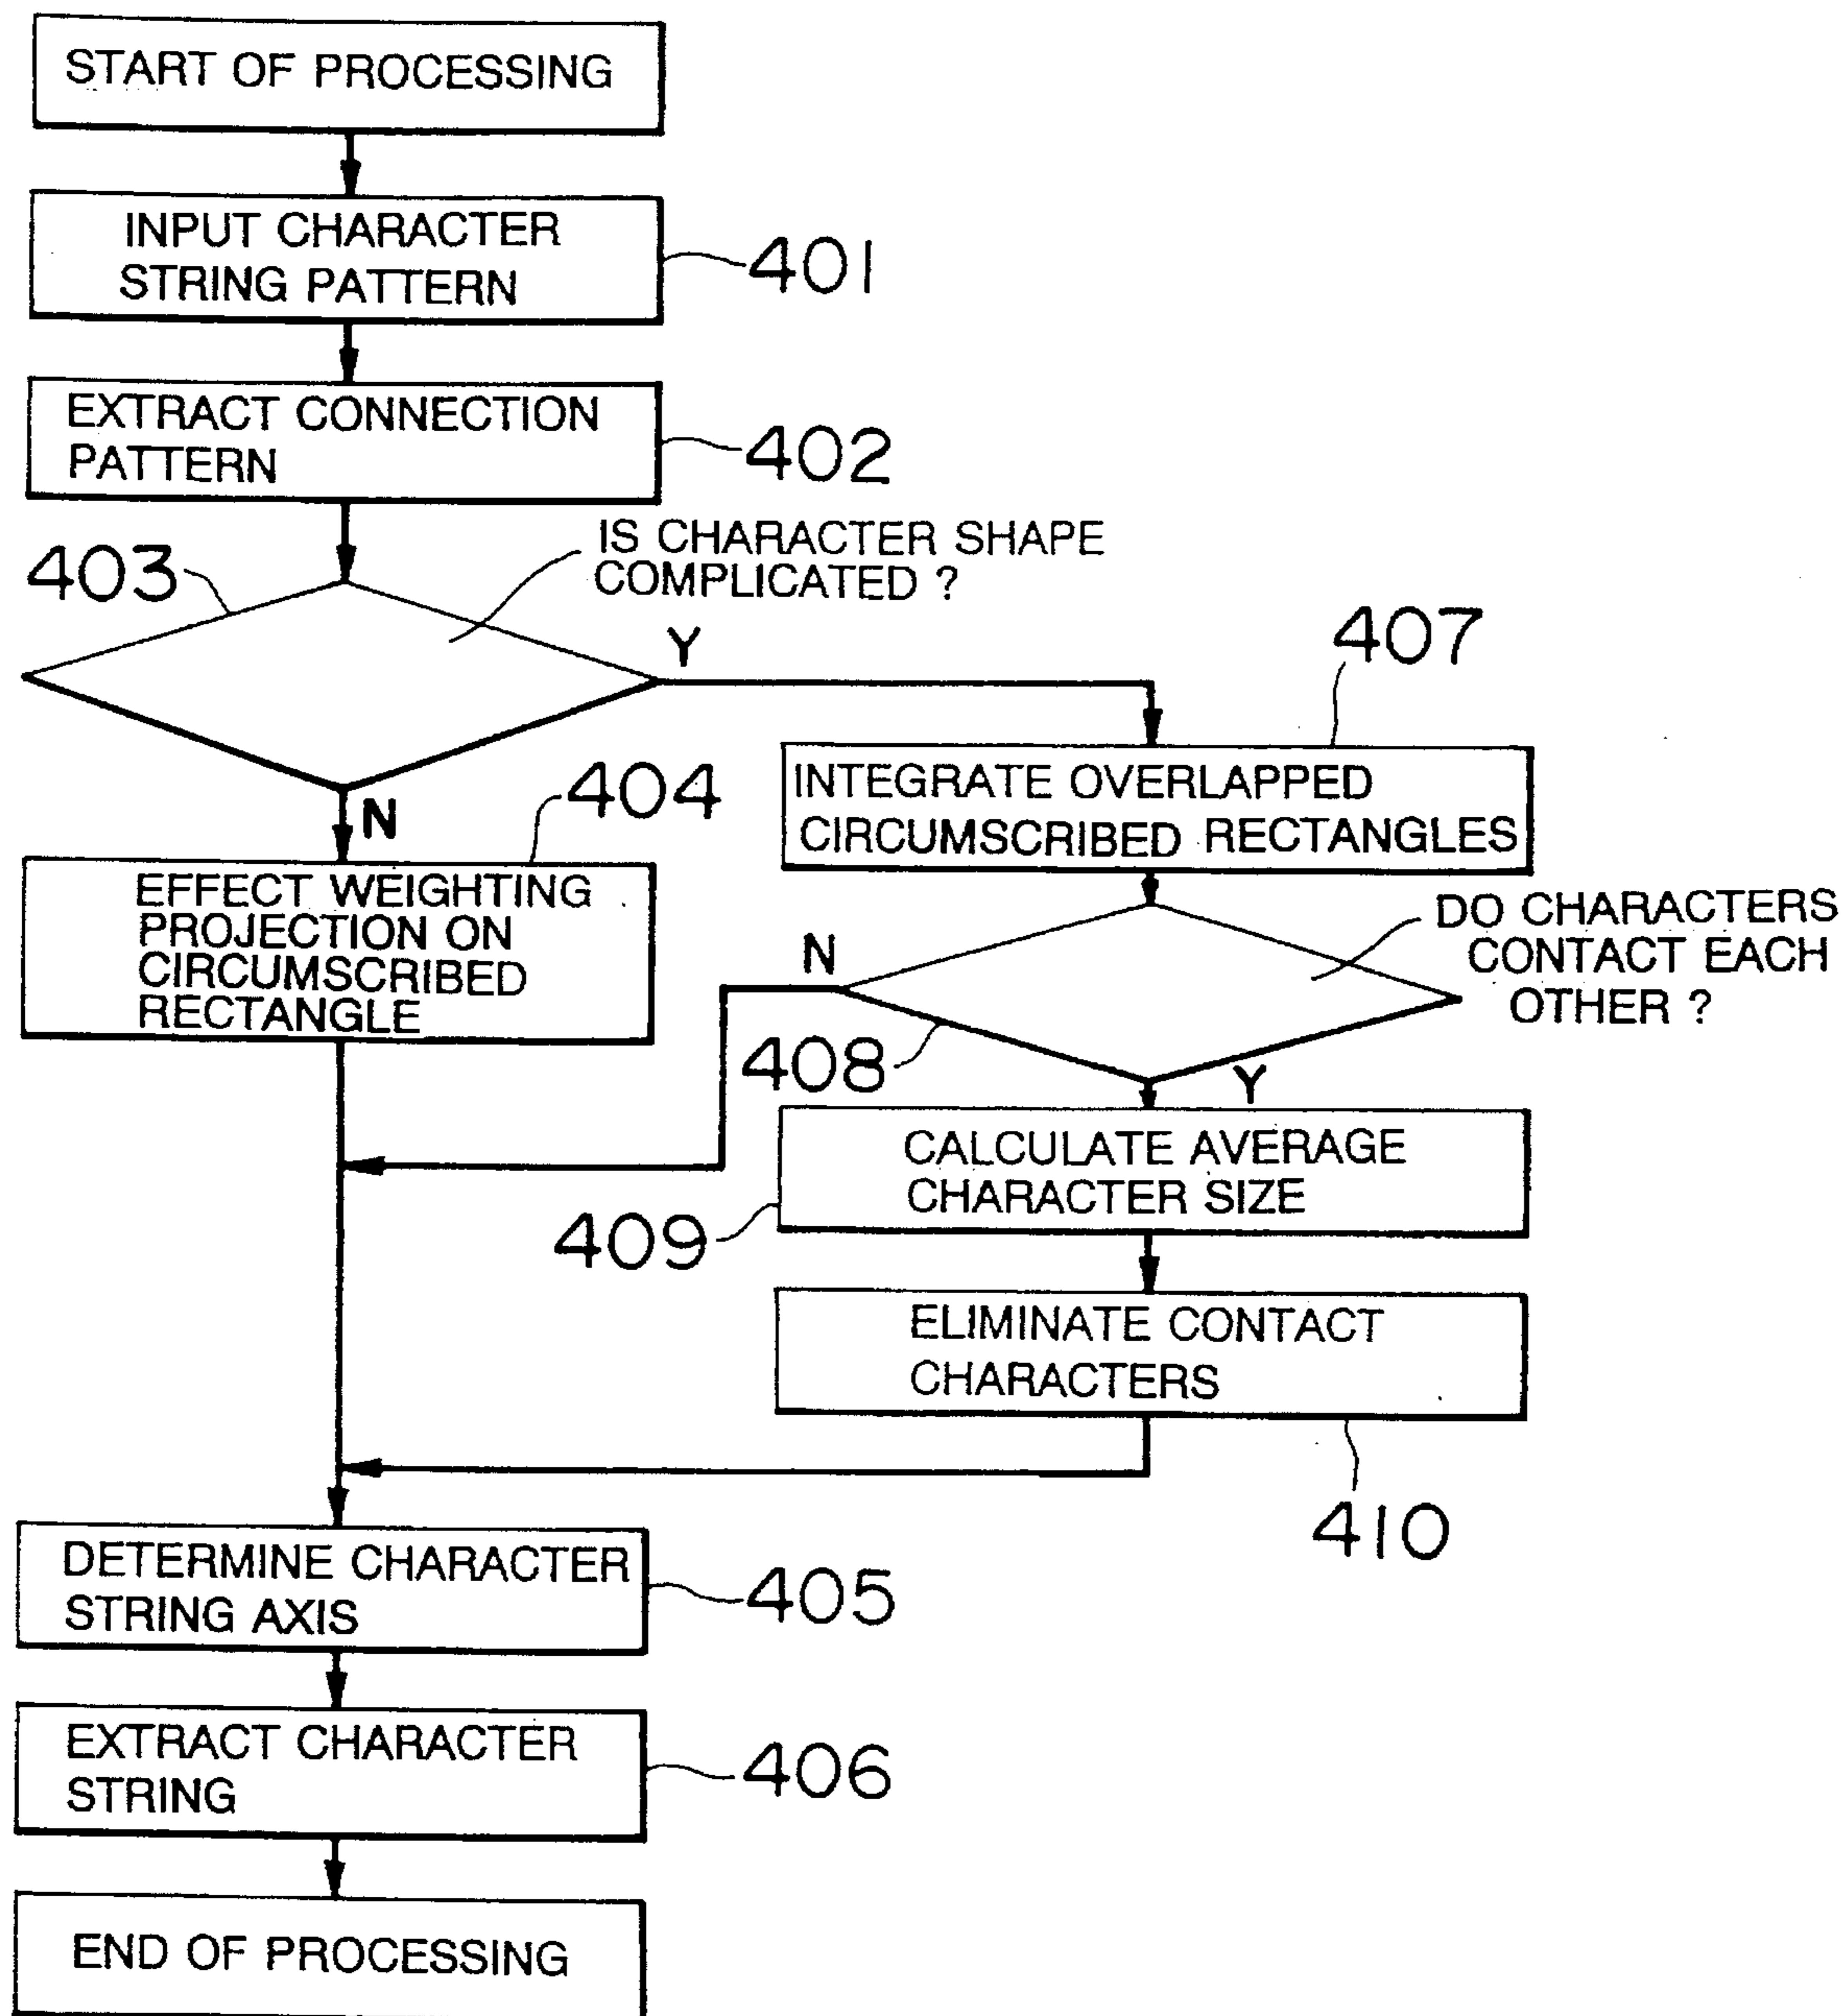 START OF PROCESSING
INPUT CHARACTER
STRING PATTERN
401
EXTRACT CONNECTION
PATTERN
402
403
IS CHARACTER SHAPE
COMPLICATED ?
Y
N
404
EFFECT WEIGHTING
PROJECTION ON
CIRCUMSCRIBED
RECTANGLE
407
INTEGRATE OVERLAPPED
CIRCUMSCRIBED RECTANGLES
DO CHARACTERS
CONTACT EACH
OTHER ?
N
408
Y
CALCULATE AVERAGE
CHARACTER SIZE
409
ELIMINATE CONTACT
CHARACTERS
410
DETERMINE CHARACTER
STRING AXIS
405
EXTRACT CHARACTER
STRING
406
END OF PROCESSING